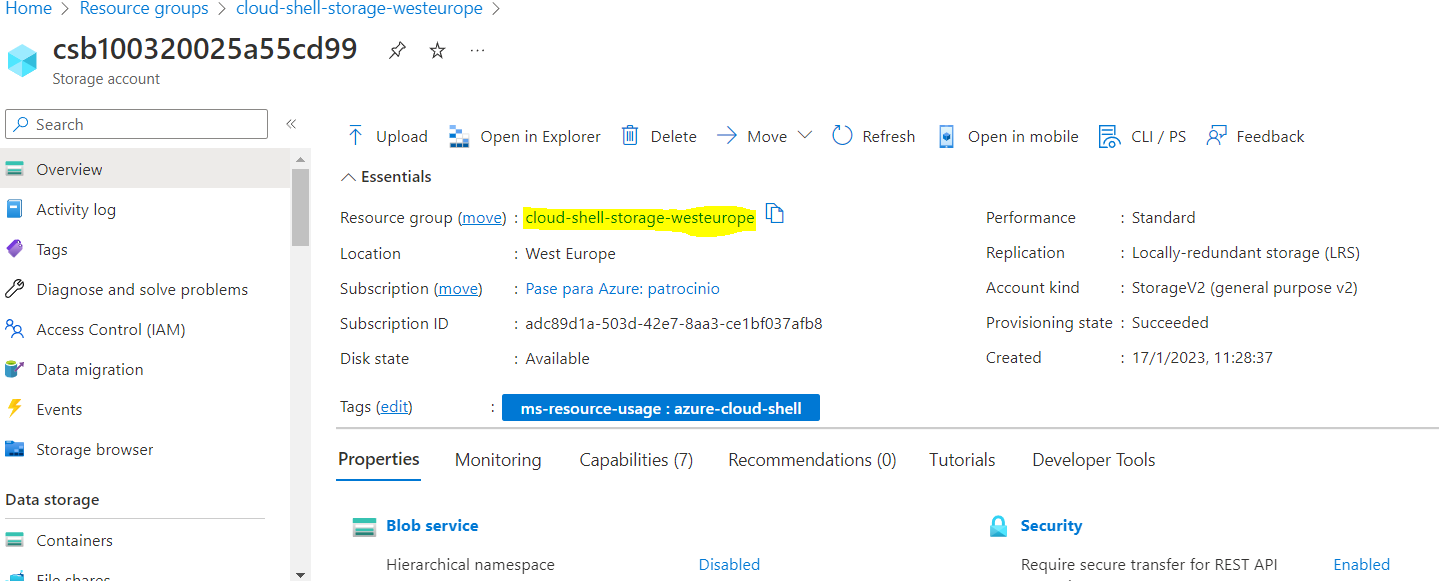 Home > Resource groups > cloud-shell-storage-westeurope >
csb100320025a55cd99 ...
Storage account
Search «
Upload Open in Explorer Delete Move Refresh Open in mobile CLI / PS Feedback
Overview
Activity log
Tags
Diagnose and solve problems
Access Control (IAM)
Data migration
Events
Storage browser
Data storage
Containers
File shares
Essentials
Resource group (move) : cloud-shell-storage-westeurope
Location : West Europe
Subscription (move) : Pase para Azure: patrocinio
Subscription ID : adc89d1a-503d-42e7-8aa3-ce1bf037afb8
Disk state : Available
Performance : Standard
Replication : Locally-redundant storage (LRS)
Account kind : StorageV2 (general purpose v2)
Provisioning state : Succeeded
Created : 17/1/2023, 11:28:37
Tags (edit) : ms-resource-usage : azure-cloud-shell
Properties Monitoring Capabilities (7) Recommendations (0) Tutorials Developer Tools
Blob service
Hierarchical namespace Disabled
Security
Require secure transfer for REST API Enabled